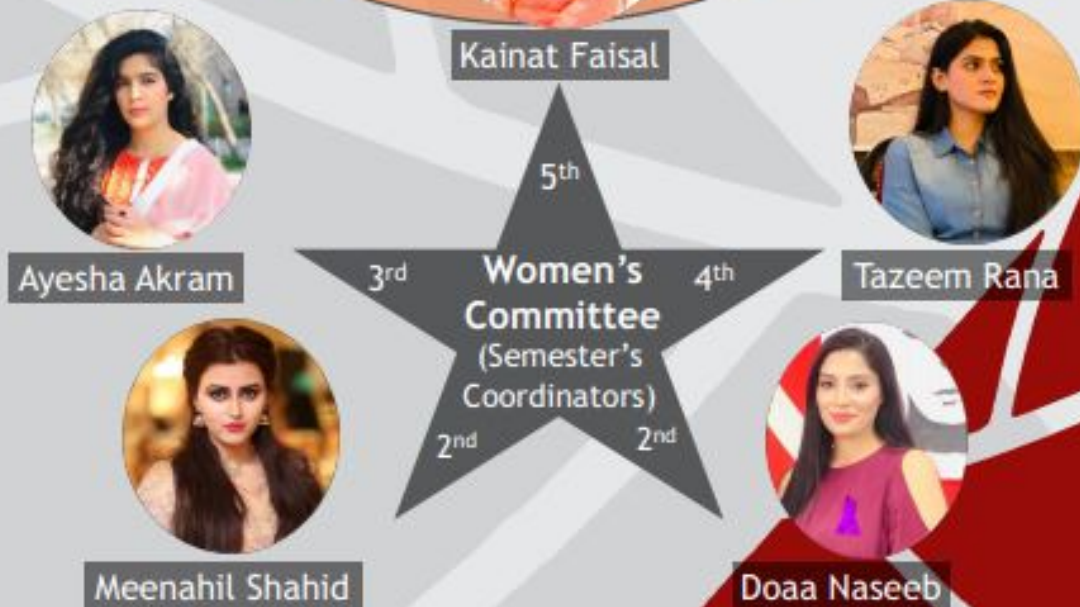 Kainat Faisal
5th
Ayesha Akram
3rd
Women's
Committee
(Semester's
Coordinators)
4th
Tazeem Rana
2nd
2nd
Meenahil Shahid
Doaa Naseeb